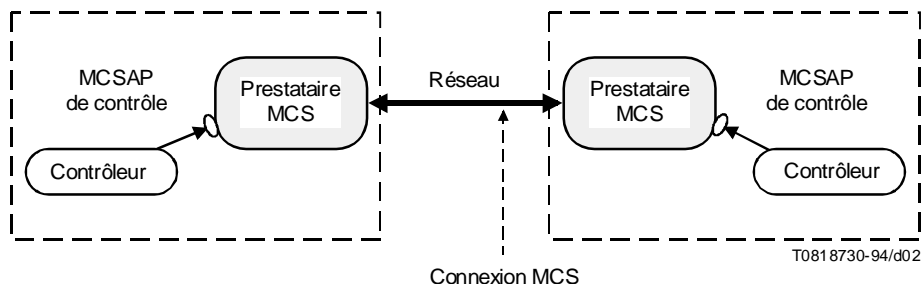 MCSAP
de contrôle
Prestataire
MCS
Contrôleur
Réseau
Prestataire
MCS
MCSAP
de contrôle
Contrôleur
T0818730-94/d02
Connexion MCS